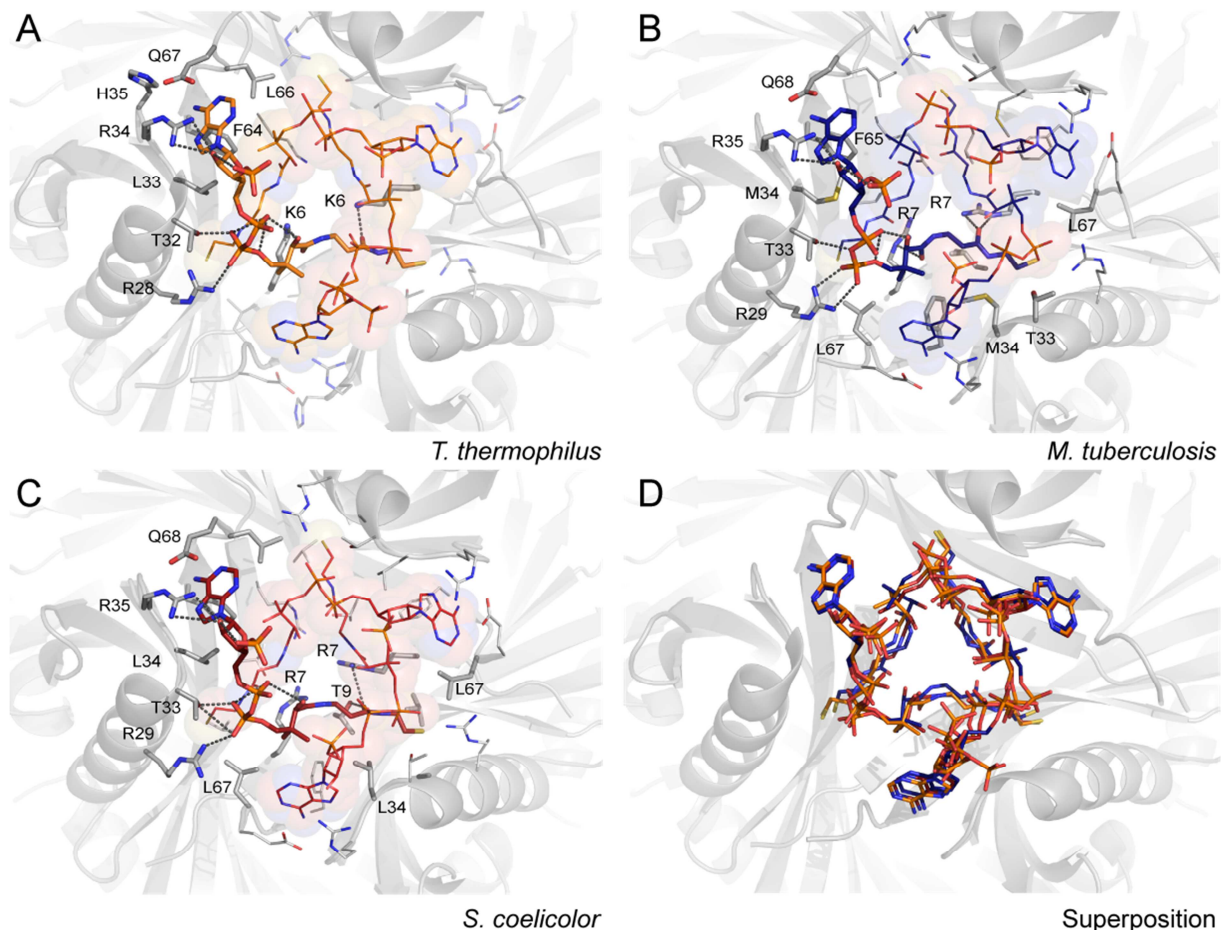 A
Q67
H35
L66
R34
F64
L33
K6
K6
T32
R28
T. thermophilus
B
Q68
R35
F65
M34
R7
R7
L67
T33
R29
L67
T33
M34
M. tuberculosis
C
Q68
R35
L34
R7
R7
L67
T9
T33
R29
L67
L34
S. coelicolor
D
Superposition